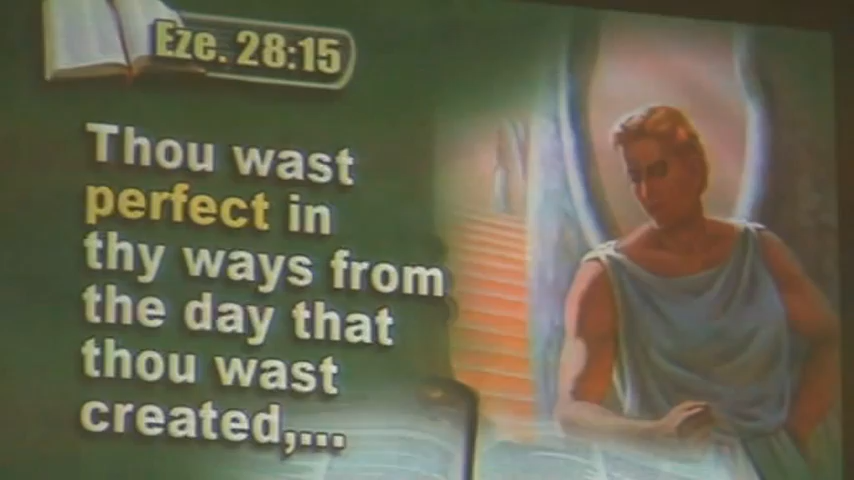 Eze. 28:15
Thou wast
perfect in
thy ways from
the day that
thou wast
created,...